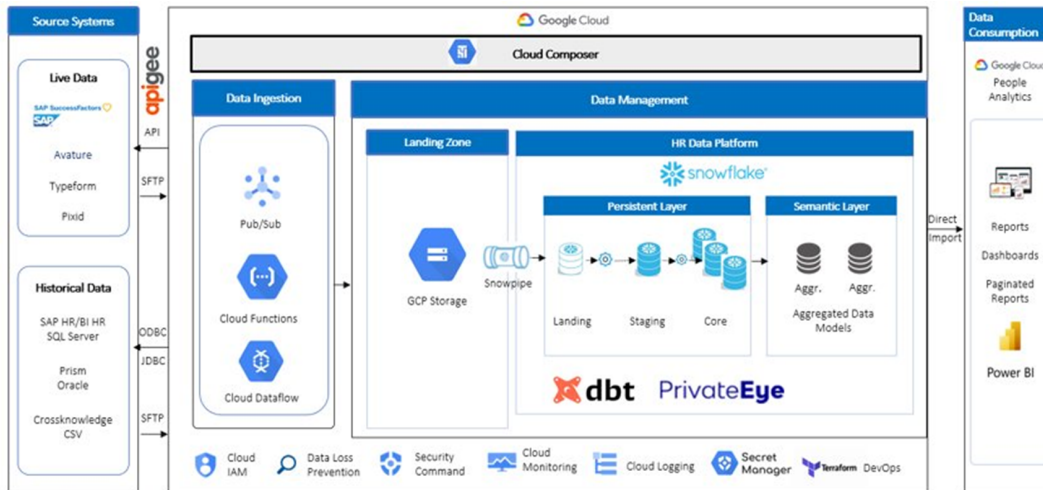 Source Systems
Live Data
SAP SuccessFactors
SAP
Avature
Typeform
Pixid
Historical Data
SAP HR/BI HR
SQL Server
Prism
Oracle
Crossknowledge
CSV
apigee
API
SFTP
ODBC
JDBC
SFTP
Google Cloud
Cloud Composer
Data Ingestion
Pub/Sub
Cloud Functions
Cloud Dataflow
Data Management
Landing Zone
GCP Storage
Snowpipe
HR Data Platform
snowflake
Persistent Layer
Landing
Staging
Core
Semantic Layer
Aggr.
Aggr.
Aggregated Data
Models
dbt
PrivateEye
Cloud
IAM
Data Loss
Prevention
Security
Command
Cloud
Monitoring
Cloud Logging
Secret
Manager
Terraform
DevOps
Direct
Import
Data
Consumption
Google Cloud
People
Analytics
Reports
Dashboards
Paginated
Reports
Power BI